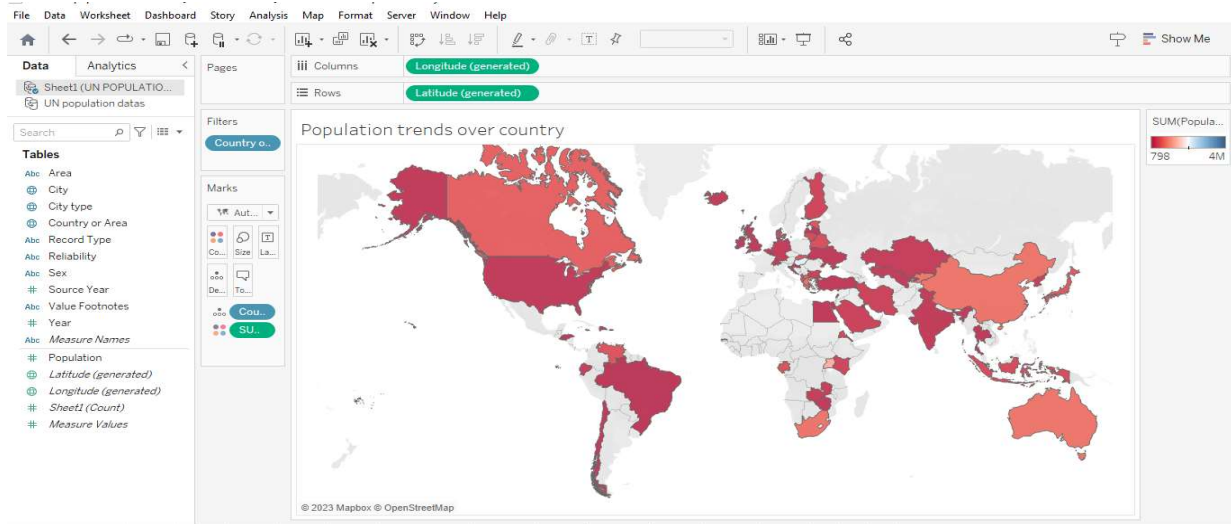 File Data Worksheet Dashboard Story Analysis Map Format Server Window Help
Show Me
Data Analytics
Pages
iii Columns
Longitude (generated)
Sheet1 (UN POPULATIO...
UN population datas
Rows
Latitude (generated)
Search
Filters
Country o..
Population trends over country
SUM(Popula...
798 4M
Tables
Abc Area
City
City type
Country or Area
Abc Record Type
Abc Reliability
Abc Sex
# Source Year
Abc Value Footnotes
# Year
Abc Measure Names
# Population
Latitude (generated)
Longitude (generated)
# Sheet1 (Count)
# Measure Values
Marks
Aut...
Co... Size La...
De... To...
Cou..
SU..
© 2023 Mapbox © OpenStreetMap